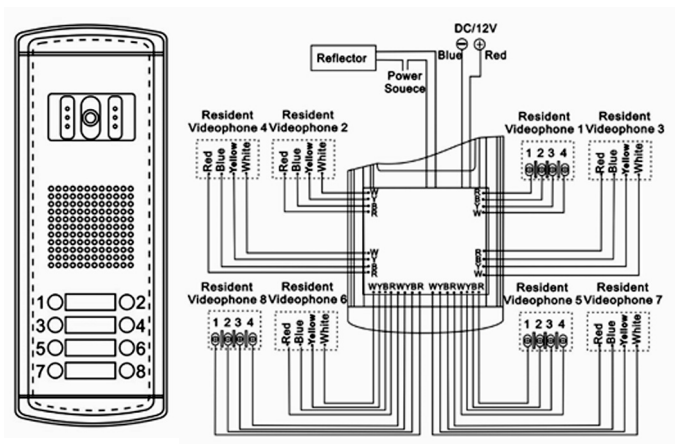 DC/12V
Blue Red
Reflector
Power
Souece
Resident
Videophone 4
Resident
Videophone 2
Resident
Videophone 1
Resident
Videophone 3
Red Blue Yellow White
Red Blue Yellow White
1 2 3 4
Red Blue Yellow White
W
Y
B
R
R
B
Y
W
W
Y
B
R
R
B
Y
W
WYBRWYBR WYBRWYBR
Resident
Videophone 8
Resident
Videophone 6
Resident
Videophone 5
Resident
Videophone 7
1 2 3 4
Red Blue Yellow White
1 2 3 4
Red Blue Yellow White
1 2
3 4
5 6
7 8